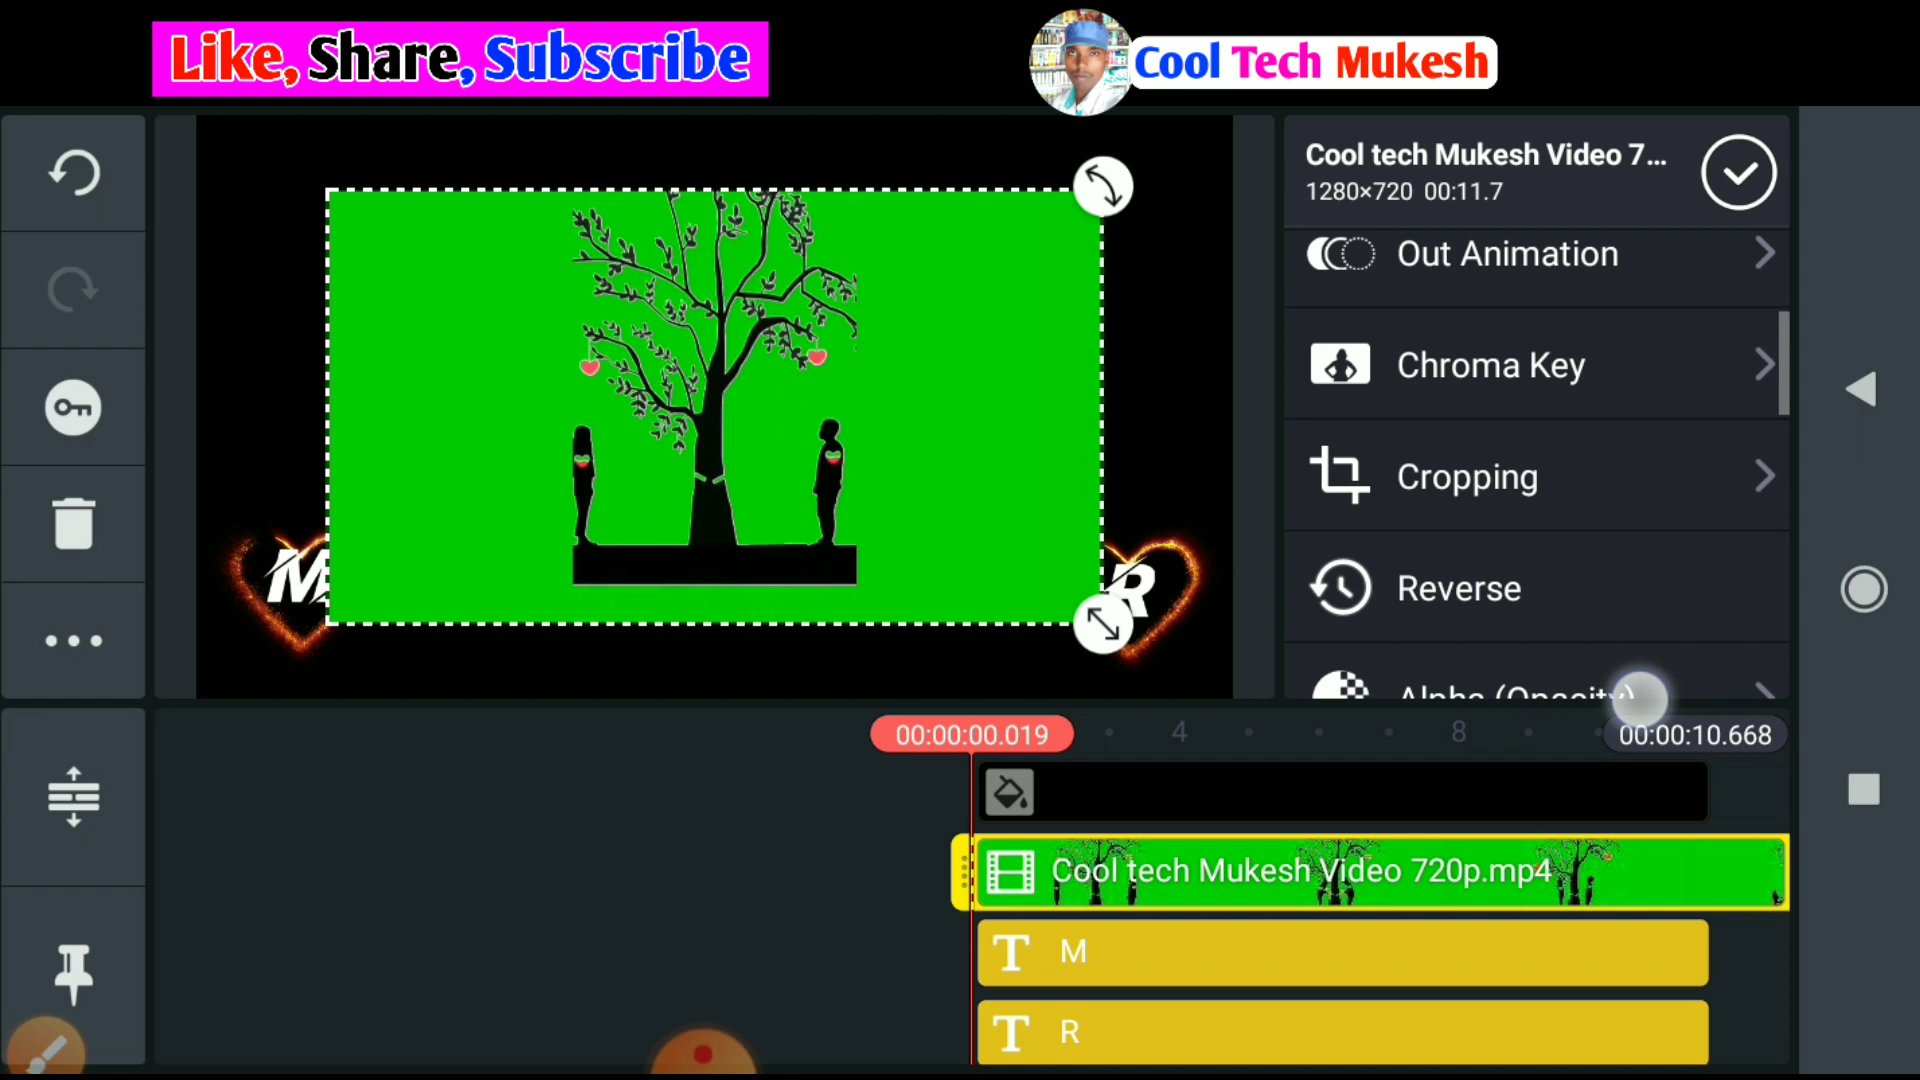 Like, Share, Subscribe
Cool Tech Mukesh
Cool tech Mukesh Video 7...
1280×720 00:11.7
Out Animation
Chroma Key
Cropping
Reverse
Alpha (Opacity)
M
R
00:00:00.019
4
8
00:00:10.668
Cool tech Mukesh Video 720p.mp4
T M
T R